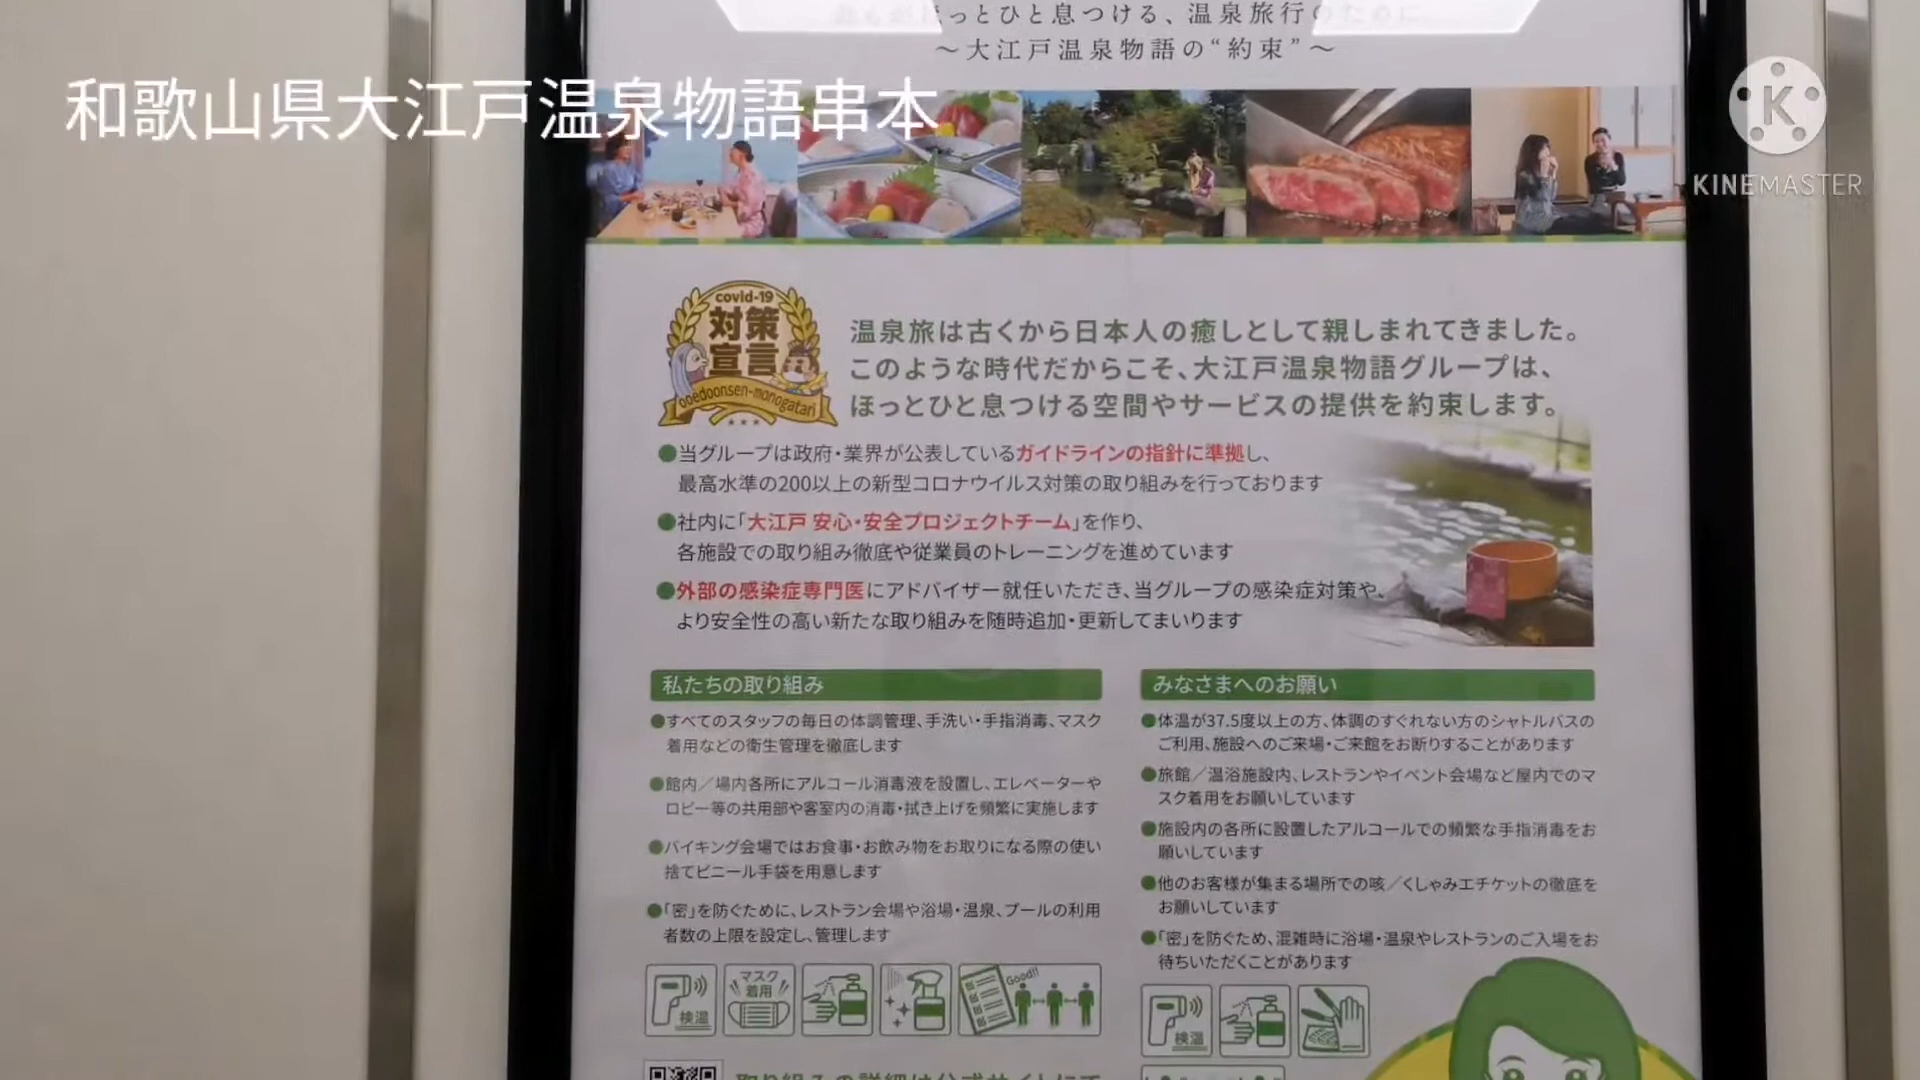 ほっとひと息つける、温泉旅行のために
～大江戸温泉物語の“約束”～
和歌山県大江戸温泉物語串本
KINEMASTER
covid-19
対策
宣言
ooedoonsen-monogatari
温泉旅は古くから日本人の癒しとして親しまれてきました。
このような時代だからこそ、大江戸温泉物語グループは、
ほっとひと息つける空間やサービスの提供を約束します。
●当グループは政府・業界が公表しているガイドラインの指針に準拠し、
最高水準の200以上の新型コロナウイルス対策の取り組みを行っております
●社内に「大江戸 安心・安全プロジェクトチーム」を作り、
各施設での取り組み徹底や従業員のトレーニングを進めています
●外部の感染症専門医にアドバイザー就任いただき、当グループの感染症対策や、
より安全性の高い新たな取り組みを随時追加・更新してまいります
私たちの取り組み
●すべてのスタッフの毎日の体調管理、手洗い・手指消毒、マスク
着用などの衛生管理を徹底します
●館内／場内各所にアルコール消毒液を設置し、エレベーターや
ロビー等の共用部や客室内の消毒・拭き上げを頻繁に実施します
●バイキング会場ではお食事・お飲み物をお取りになる際の使い
捨てビニール手袋を用意します
●「密」を防ぐために、レストラン会場や浴場・温泉、プールの利用
者数の上限を設定し、管理します
検温
マスク
着用
Good!!
みなさまへのお願い
●体温が37.5度以上の方、体調のすぐれない方のシャトルバスの
ご利用、施設へのご来場・ご来館をお断りすることがあります
●旅館／温浴施設内、レストランやイベント会場など屋内でのマ
スク着用をお願いしています
●施設内の各所に設置したアルコールでの頻繁な手指消毒をお
願いしています
●他のお客様が集まる場所での咳／くしゃみエチケットの徹底を
お願いしています
●「密」を防ぐため、混雑時に浴場・温泉やレストランのご入場をお
待ちいただくことがあります
検温
取り組みの詳細は公式サイトにて